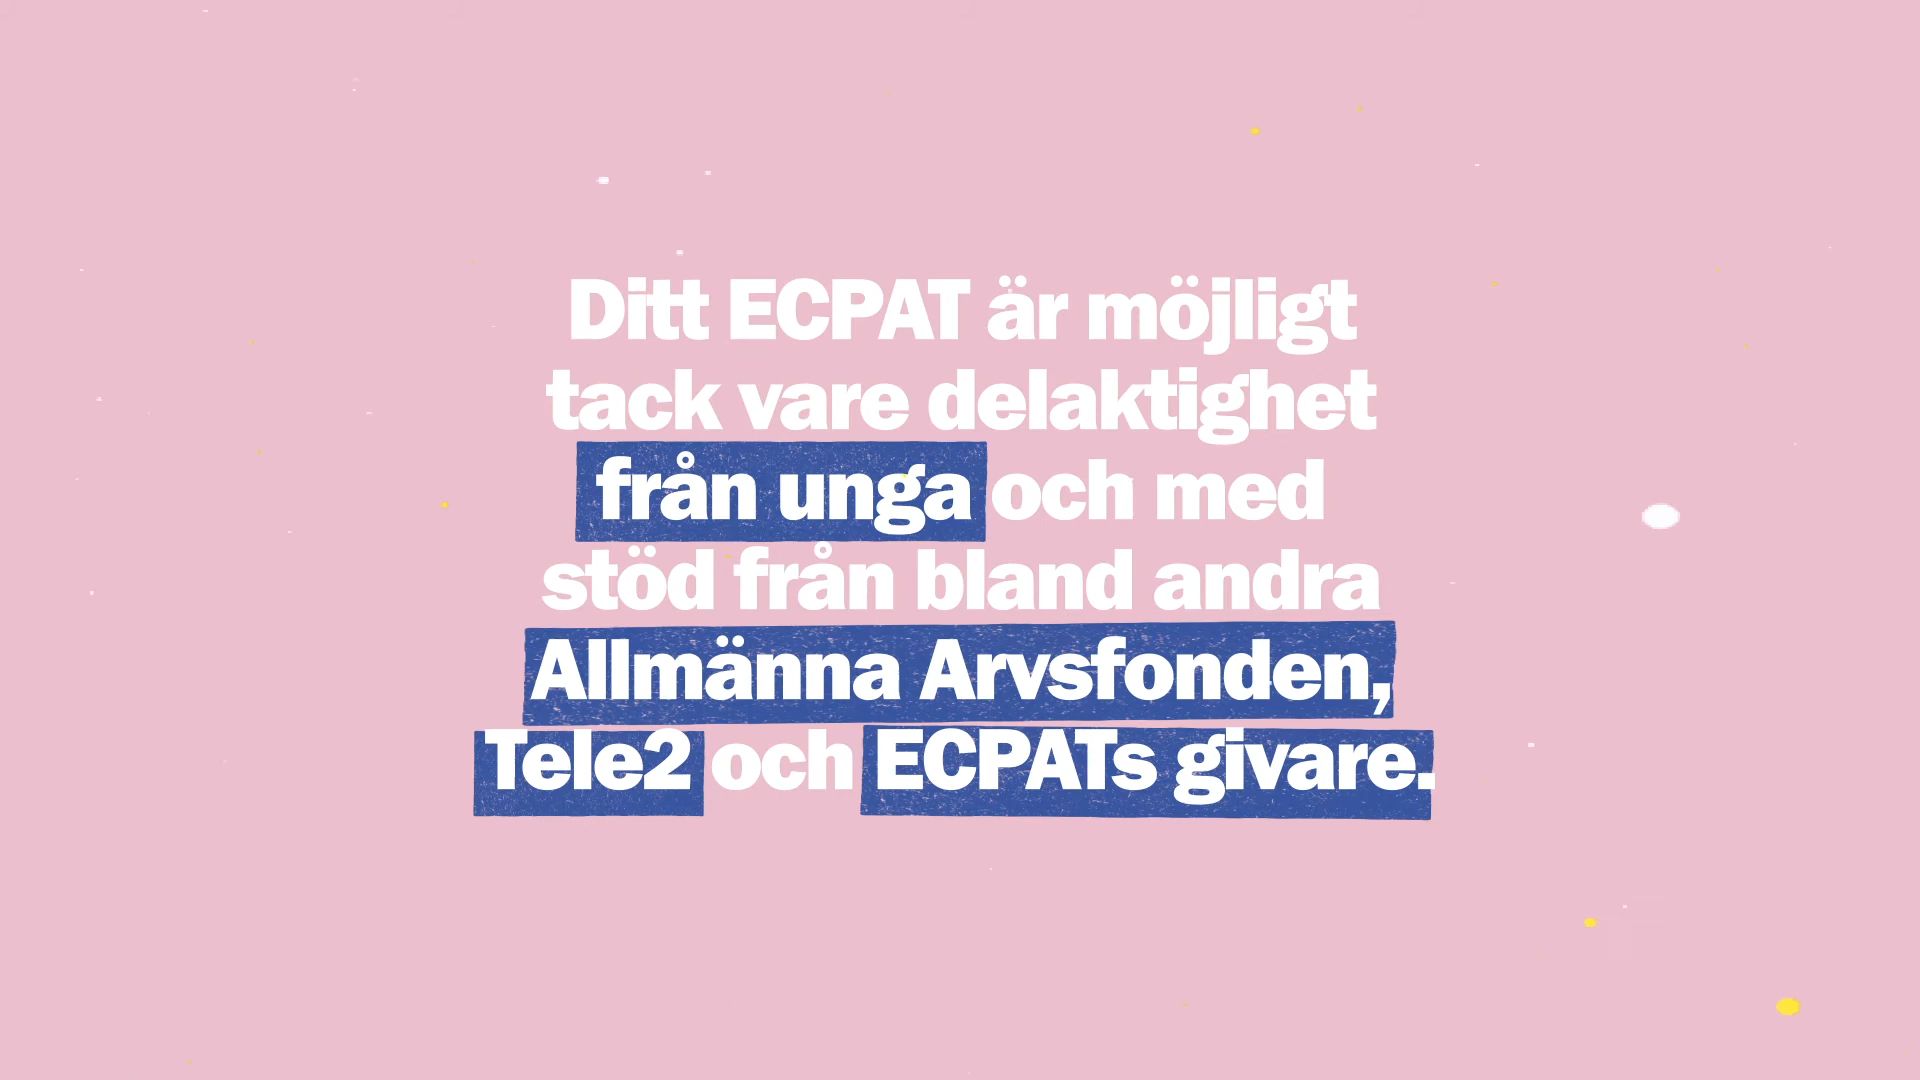 Ditt ECPAT är möjligt
tack vare delaktighet
från unga och med
stöd från bland andra
Allmänna Arvsfonden,
Tele2 och ECPATs givare.